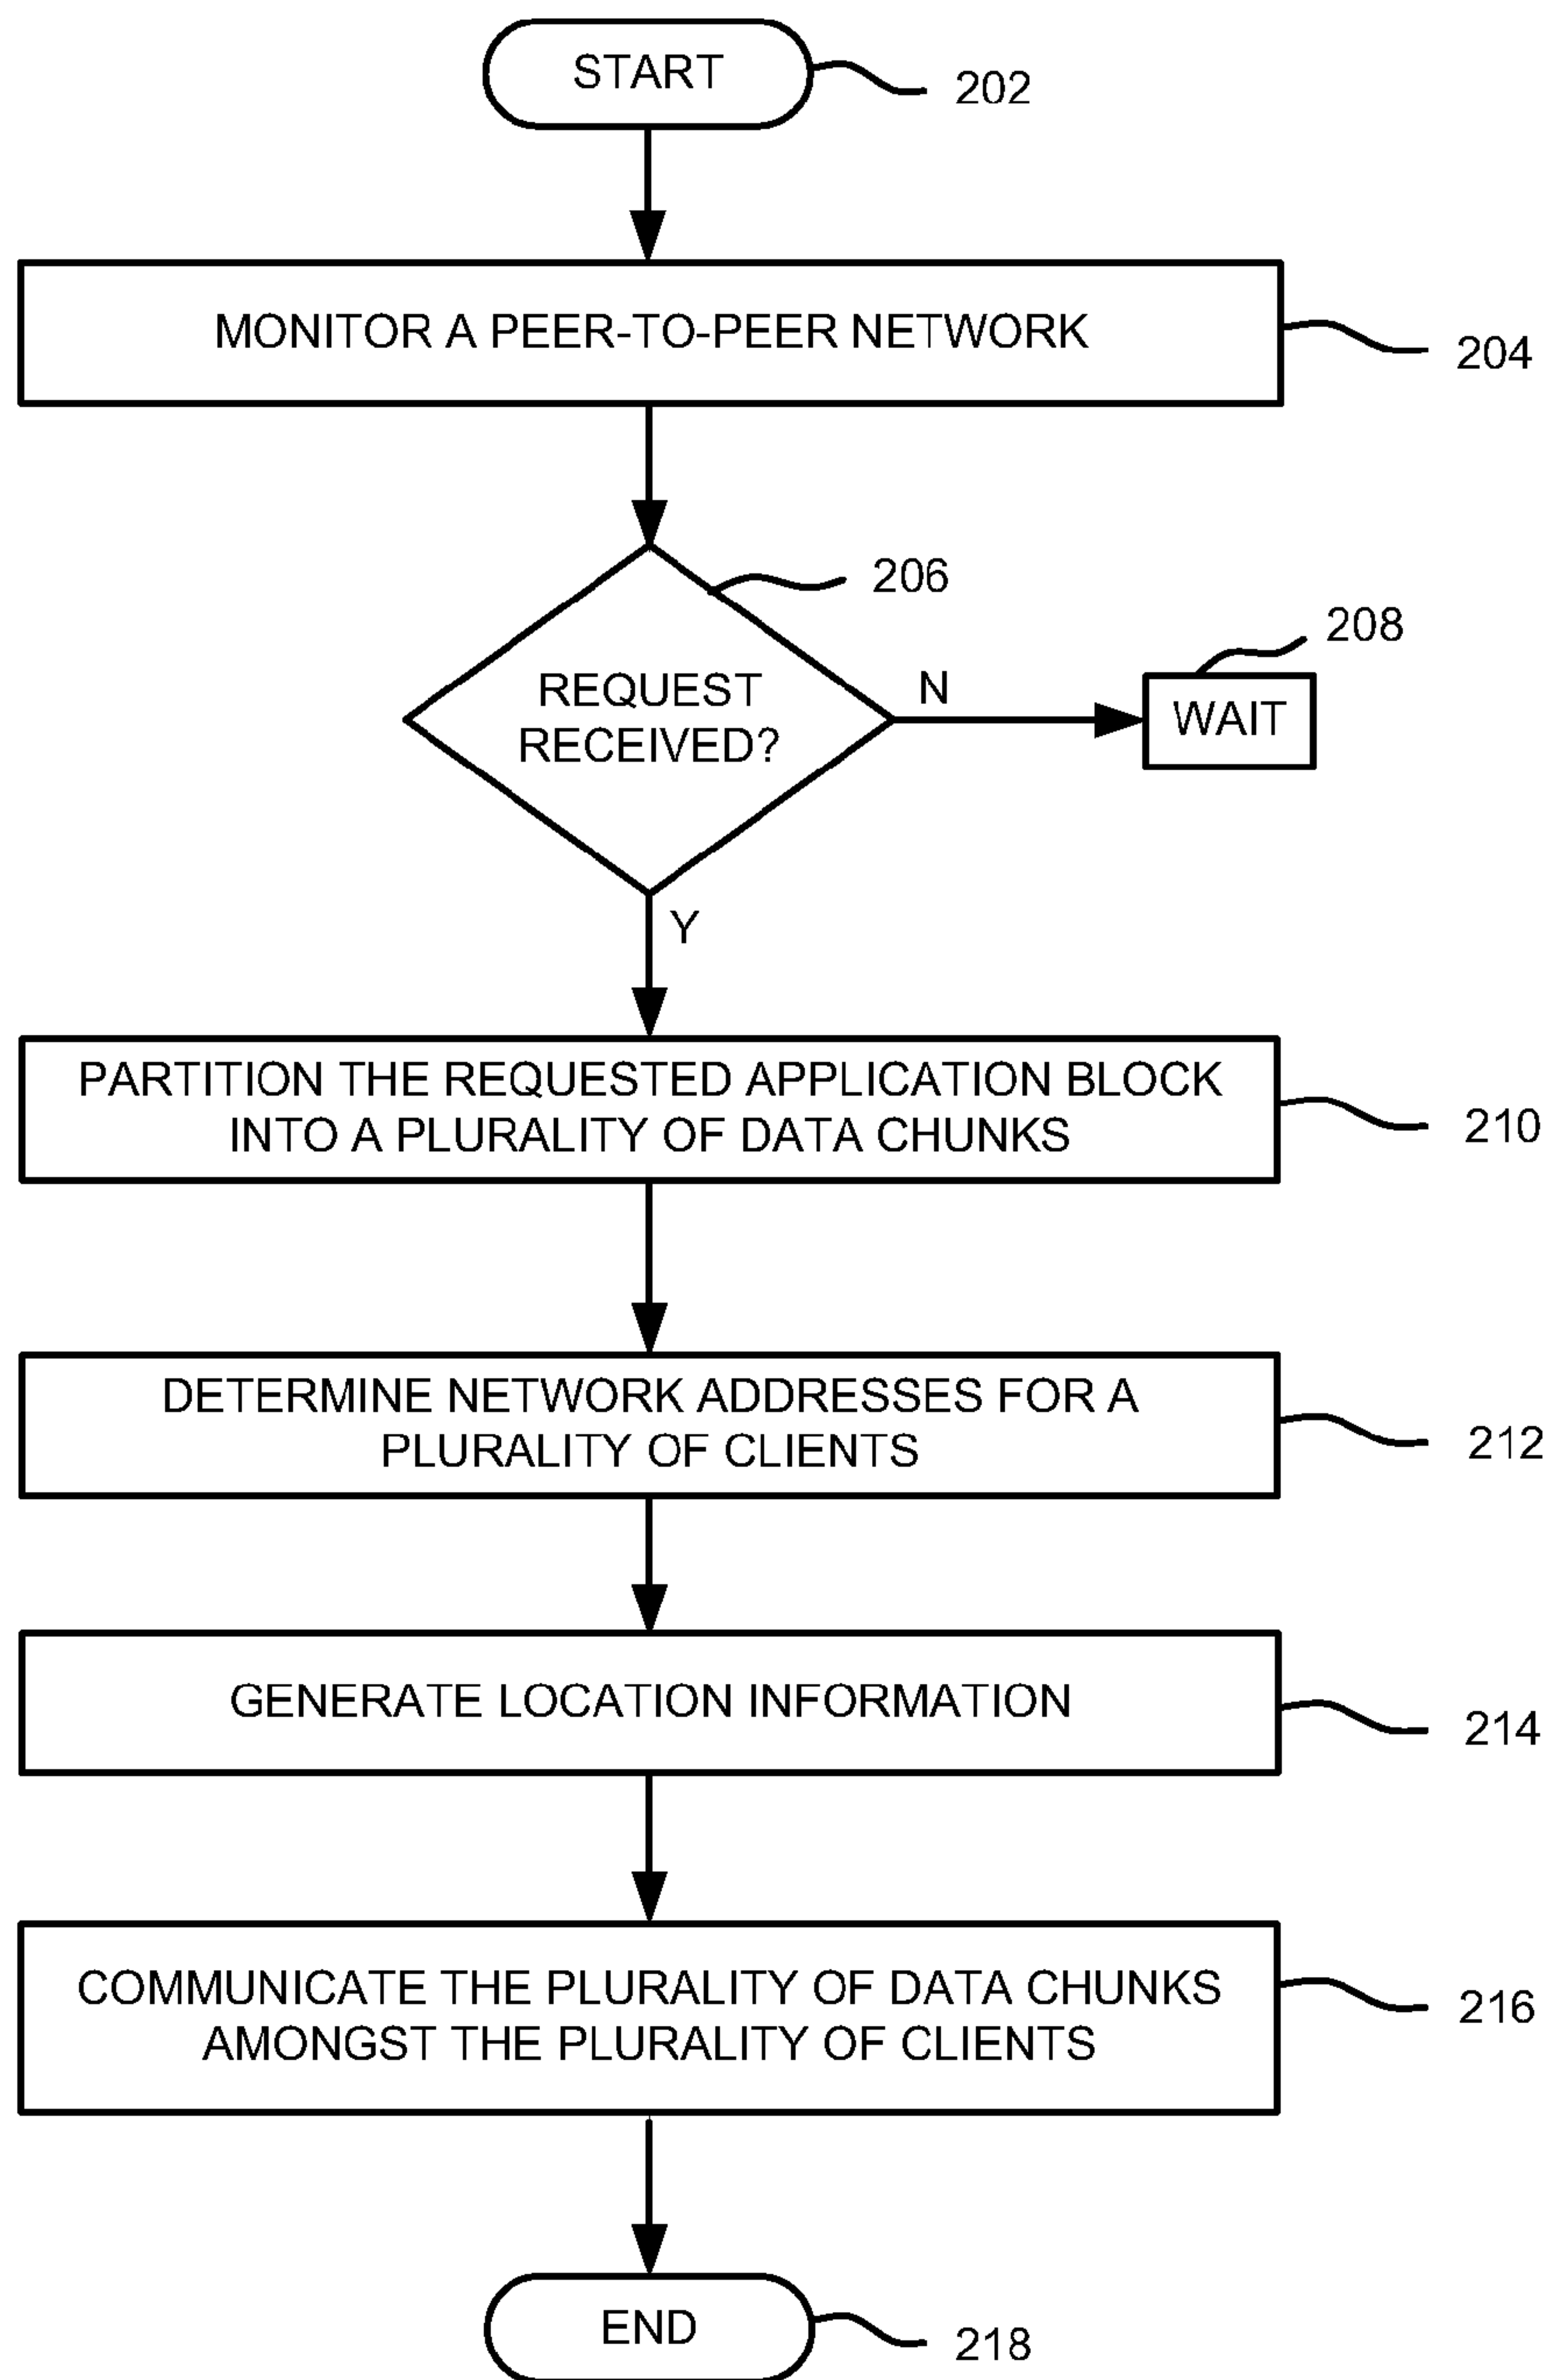 START
202
MONITOR A PEER-TO-PEER NETWORK
204
206
REQUEST
RECEIVED?
N
208
WAIT
Y
PARTITION THE REQUESTED APPLICATION BLOCK
INTO A PLURALITY OF DATA CHUNKS
210
DETERMINE NETWORK ADDRESSES FOR A
PLURALITY OF CLIENTS
212
GENERATE LOCATION INFORMATION
214
COMMUNICATE THE PLURALITY OF DATA CHUNKS
AMONGST THE PLURALITY OF CLIENTS
216
END
218